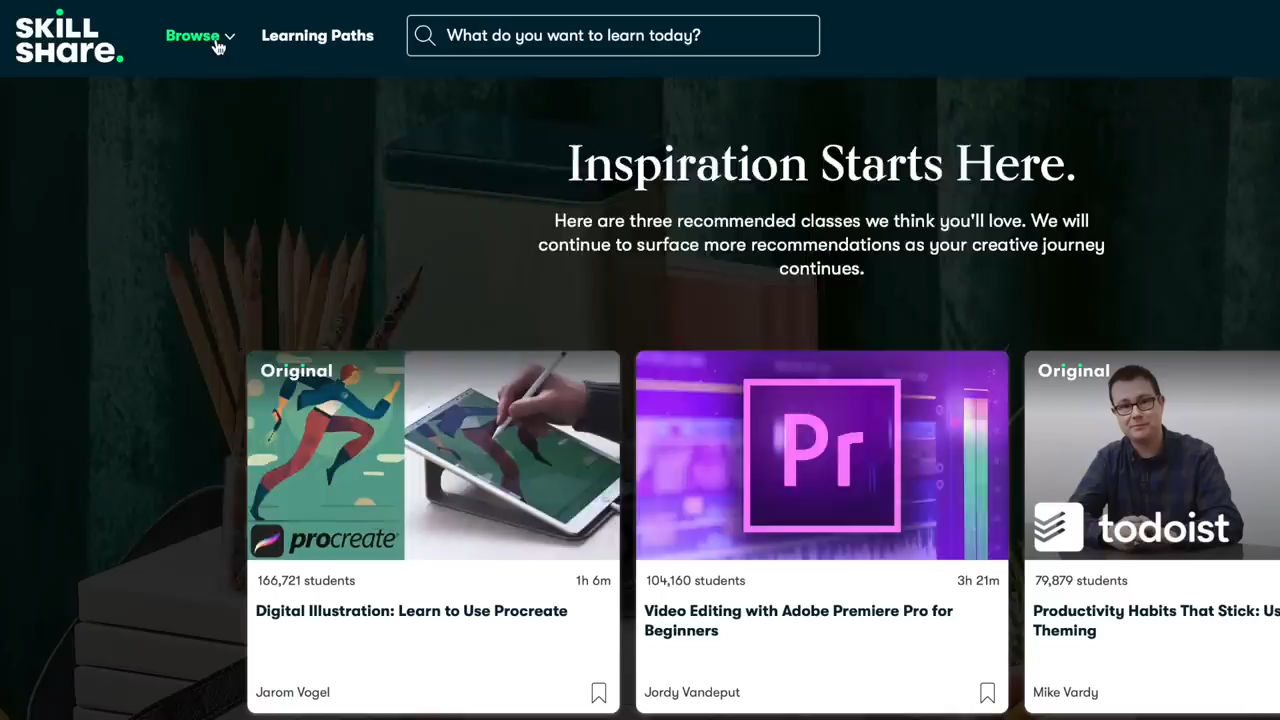 SKILL
SHare.
Browse
Learning Paths
What do you want to learn today?
Inspiration Starts Here.
Here are three recommended classes we think you'll love. We will
continue to surface more recommendations as your creative journey
continues.
Original
procreate
166,721 students
1h 6m
Digital Illustration: Learn to Use Procreate
Jarom Vogel
Pr
104,160 students
3h 21m
Video Editing with Adobe Premiere Pro for
Beginners
Jordy Vandeput
Original
todoist
79,879 students
Productivity Habits That Stick: Us
Theming
Mike Vardy